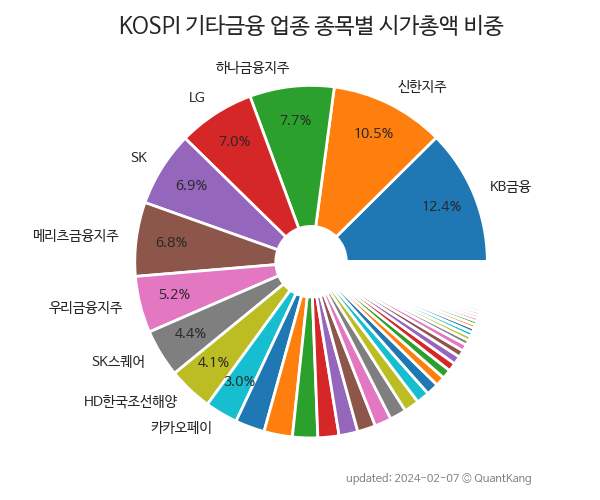 KOSPI 기타금융 업종 종목별 시가총액 비중
하나금융지주
신한지주
LG
7.7%
10.5%
7.0%
SK
KB금융
6.9%
12.4%
메리츠금융지주
6.8%
5.2%
우리금융지주
4.4%
SK스퀘어
4.1%
3.0%
HD한국조선해양
카카오페이
updated: 2024-02-07 © QuantKang